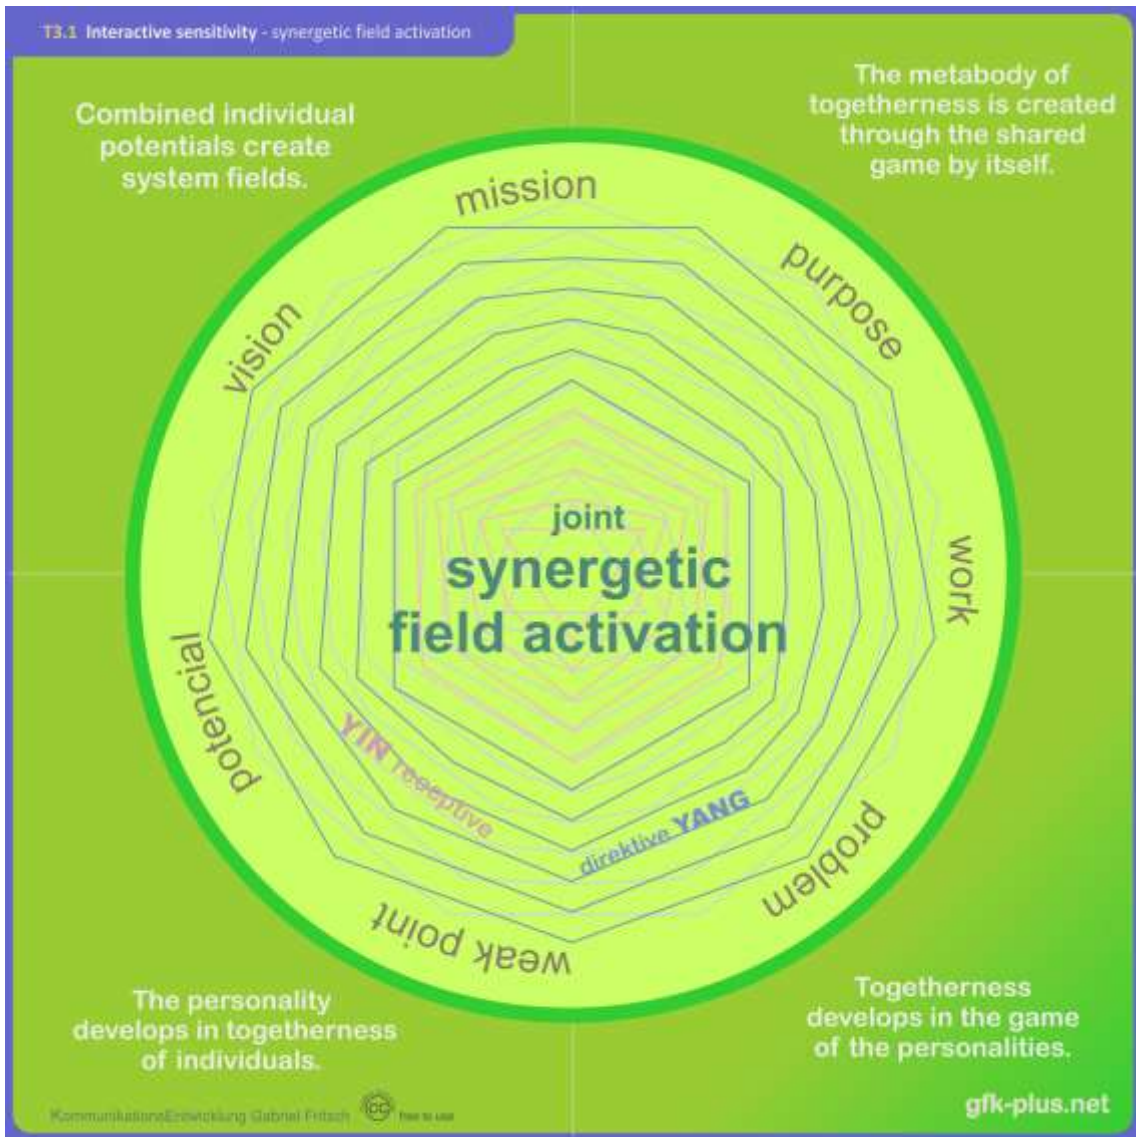 T3.1 Interactive sensitivity - synergetic field activation
Combined individual
potentials create
system fields.
The metabody of
togetherness is created
through the shared
game by itself.
mission
purpose
vision
work
potencial
problem
weak point
joint
synergetic
field activation
YIN receptive
direktive YANG
The personality
develops in togetherness
of individuals.
Togetherness
develops in the game
of the personalities.
KommunikationsEntwicklung Gabriel Fritsch (cc) free to use
gfk-plus.net